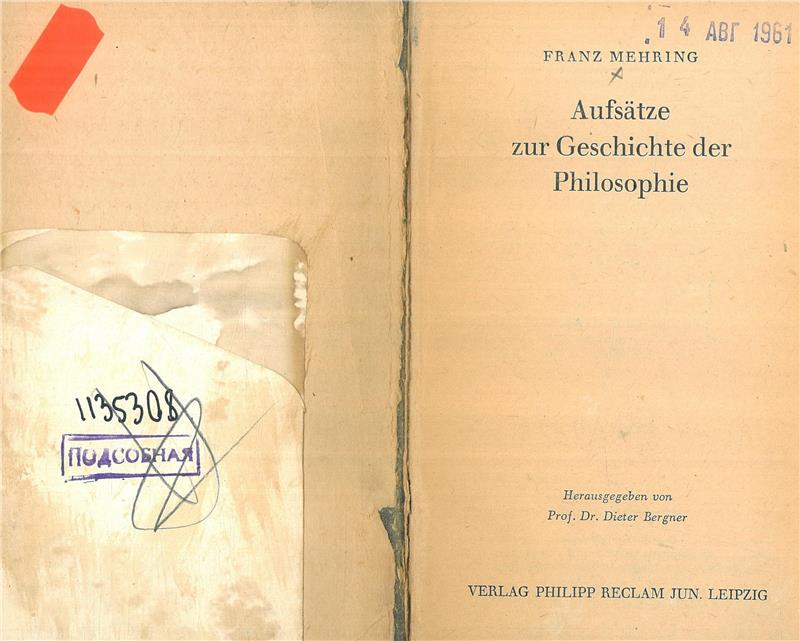 1135308
ПОДСОБНАЯ
14 АВГ 1961
FRANZ MEHRING
Aufsätze
zur Geschichte der
Philosophie
Herausgegeben von
Prof. Dr. Dieter Bergner
VERLAG PHILIPP RECLAM JUN. LEIPZIG